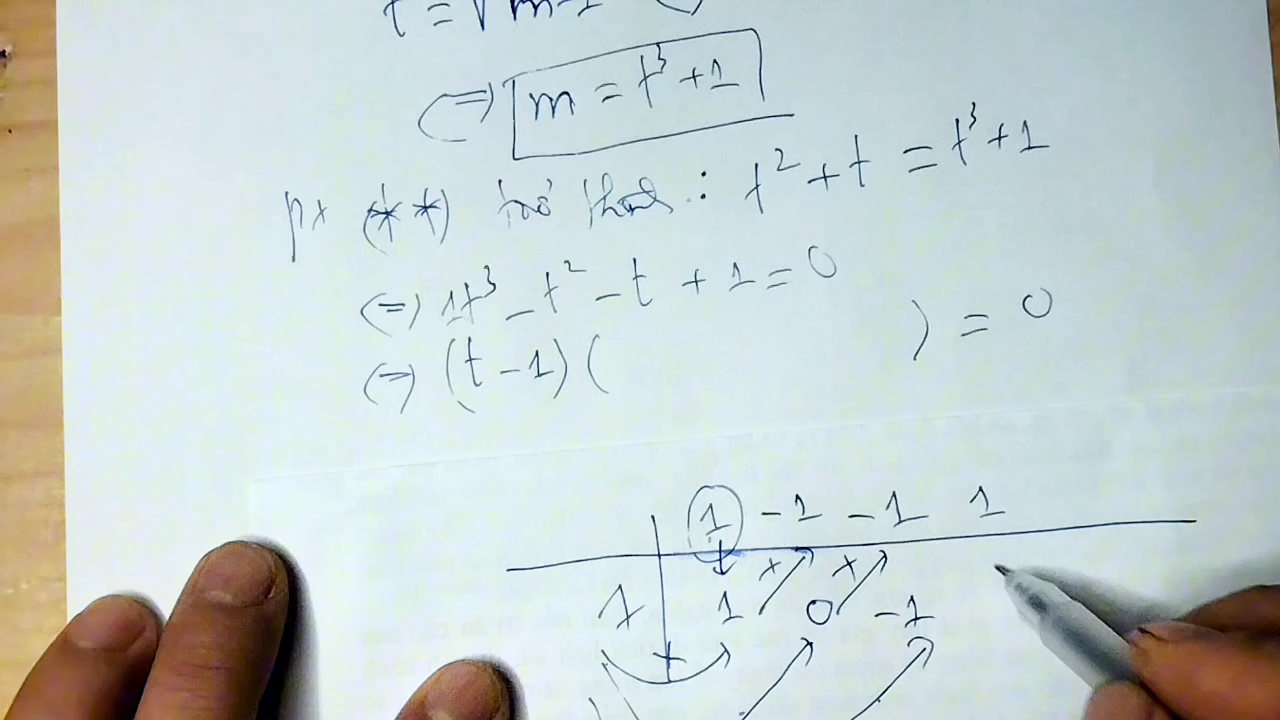 t = √m-1 (
(=) m = t³ + 1
pt (**) trở thành : t² + t = t³ + 1
(=) 1t³ - t² - t + 1 = 0
(=) (t - 1) ( ) = 0
1 -1 -1 1
1 1 0 -1